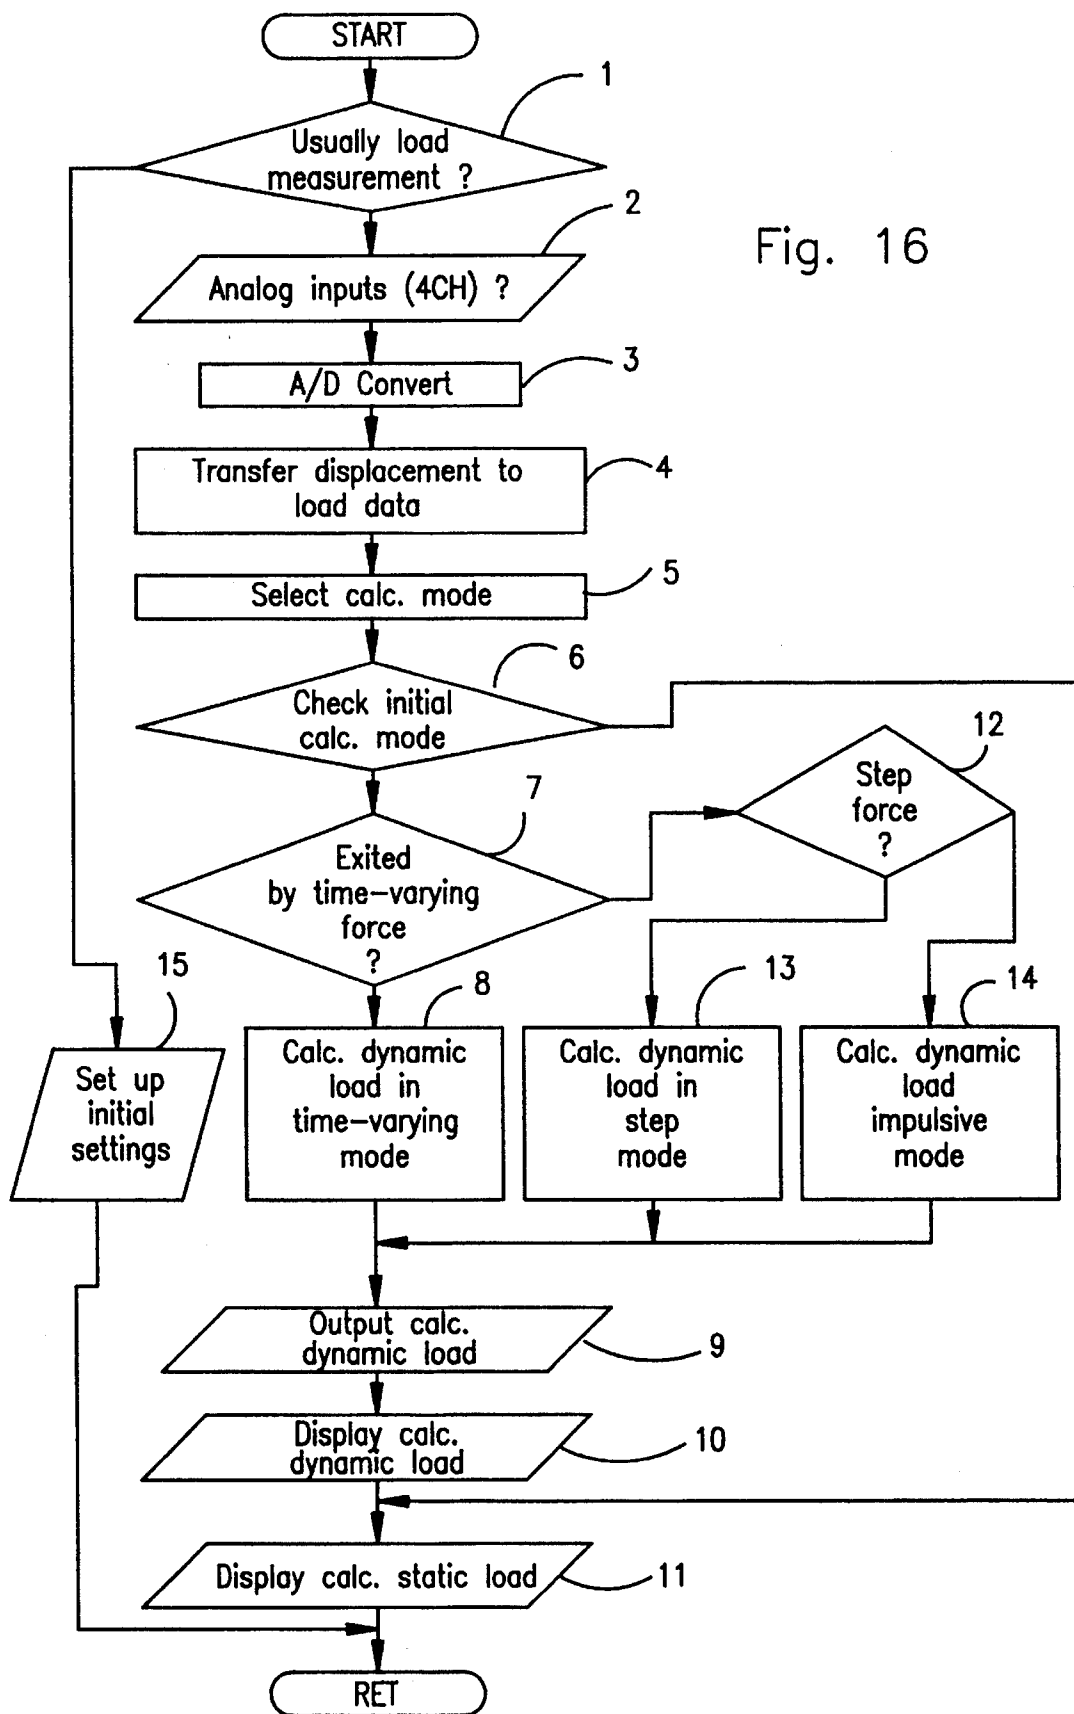 START
1
Usually load
measurement ?
2
Fig. 16
Analog inputs (4CH) ?
3
A/D Convert
4
Transfer displacement to
load data
5
Select calc. mode
6
Check initial
calc. mode
12
Step
force
?
7
Exited
by time-varying
force
?
15
8
13
14
Set up
initial
settings
Calc. dynamic
load in
time-varying
mode
Calc. dynamic
load in
step
mode
Calc. dynamic
load
impulsive
mode
Output calc.
dynamic load
9
Display calc.
dynamic load
10
Display calc. static load
11
RET